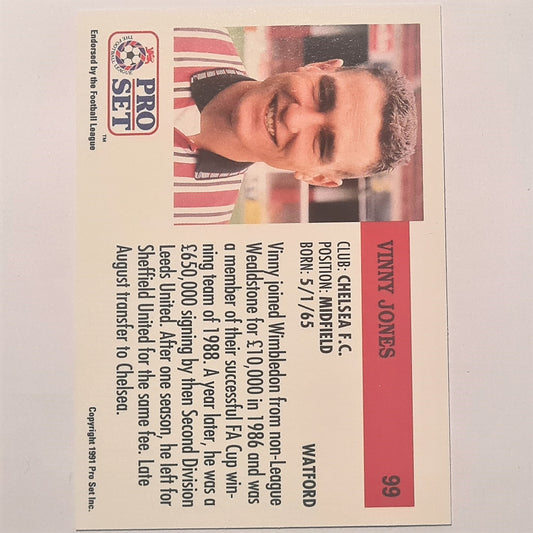 VINNY JONES 99
CLUB: CHELSEA F.C.
POSITION: MIDFIELD
BORN: 5/1/65 WATFORD
Vinny joined Wimbledon from non-League
Wealdstone for £10,000 in 1986 and was
a member of their successful FA Cup win-
ning team of 1988. A year later, he was a
£650,000 signing by then Second Division
Leeds United. After one season, he left for
Sheffield United for the same fee. Late
August transfer to Chelsea.
THE FOOTBALL LEAGUE
PRO
SET™
Endorsed by the Football League
Copyright 1991 Pro Set Inc.